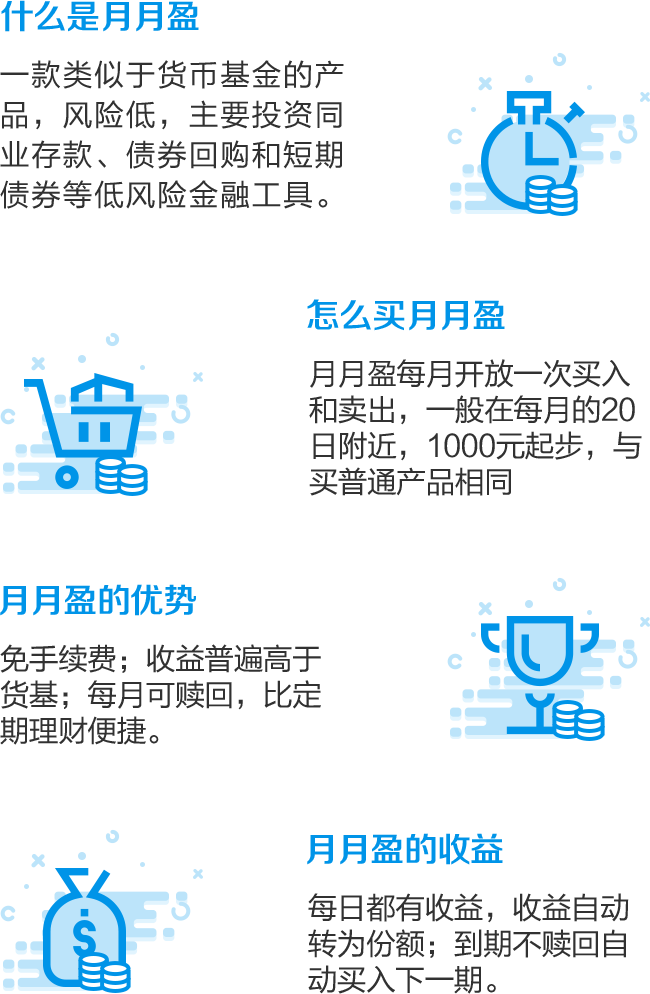 什么是月月盈
一款类似于货币基金的产
品，风险低，主要投资同
业存款、债券回购和短期
债券等低风险金融工具。
怎么买月月盈
月月盈每月开放一次买入
和卖出，一般在每月的20
日附近，1000元起步，与
买普通产品相同
月月盈的优势
免手续费；收益普遍高于
货基；每月可赎回，比定
期理财便捷。
月月盈的收益
每日都有收益，收益自动
转为份额；到期不赎回自
动买入下一期。
$